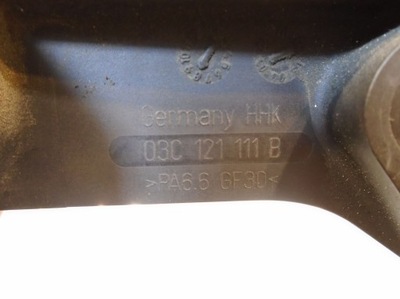 Germany HHK
03C 121 111 B
>PA6.6 GF30<